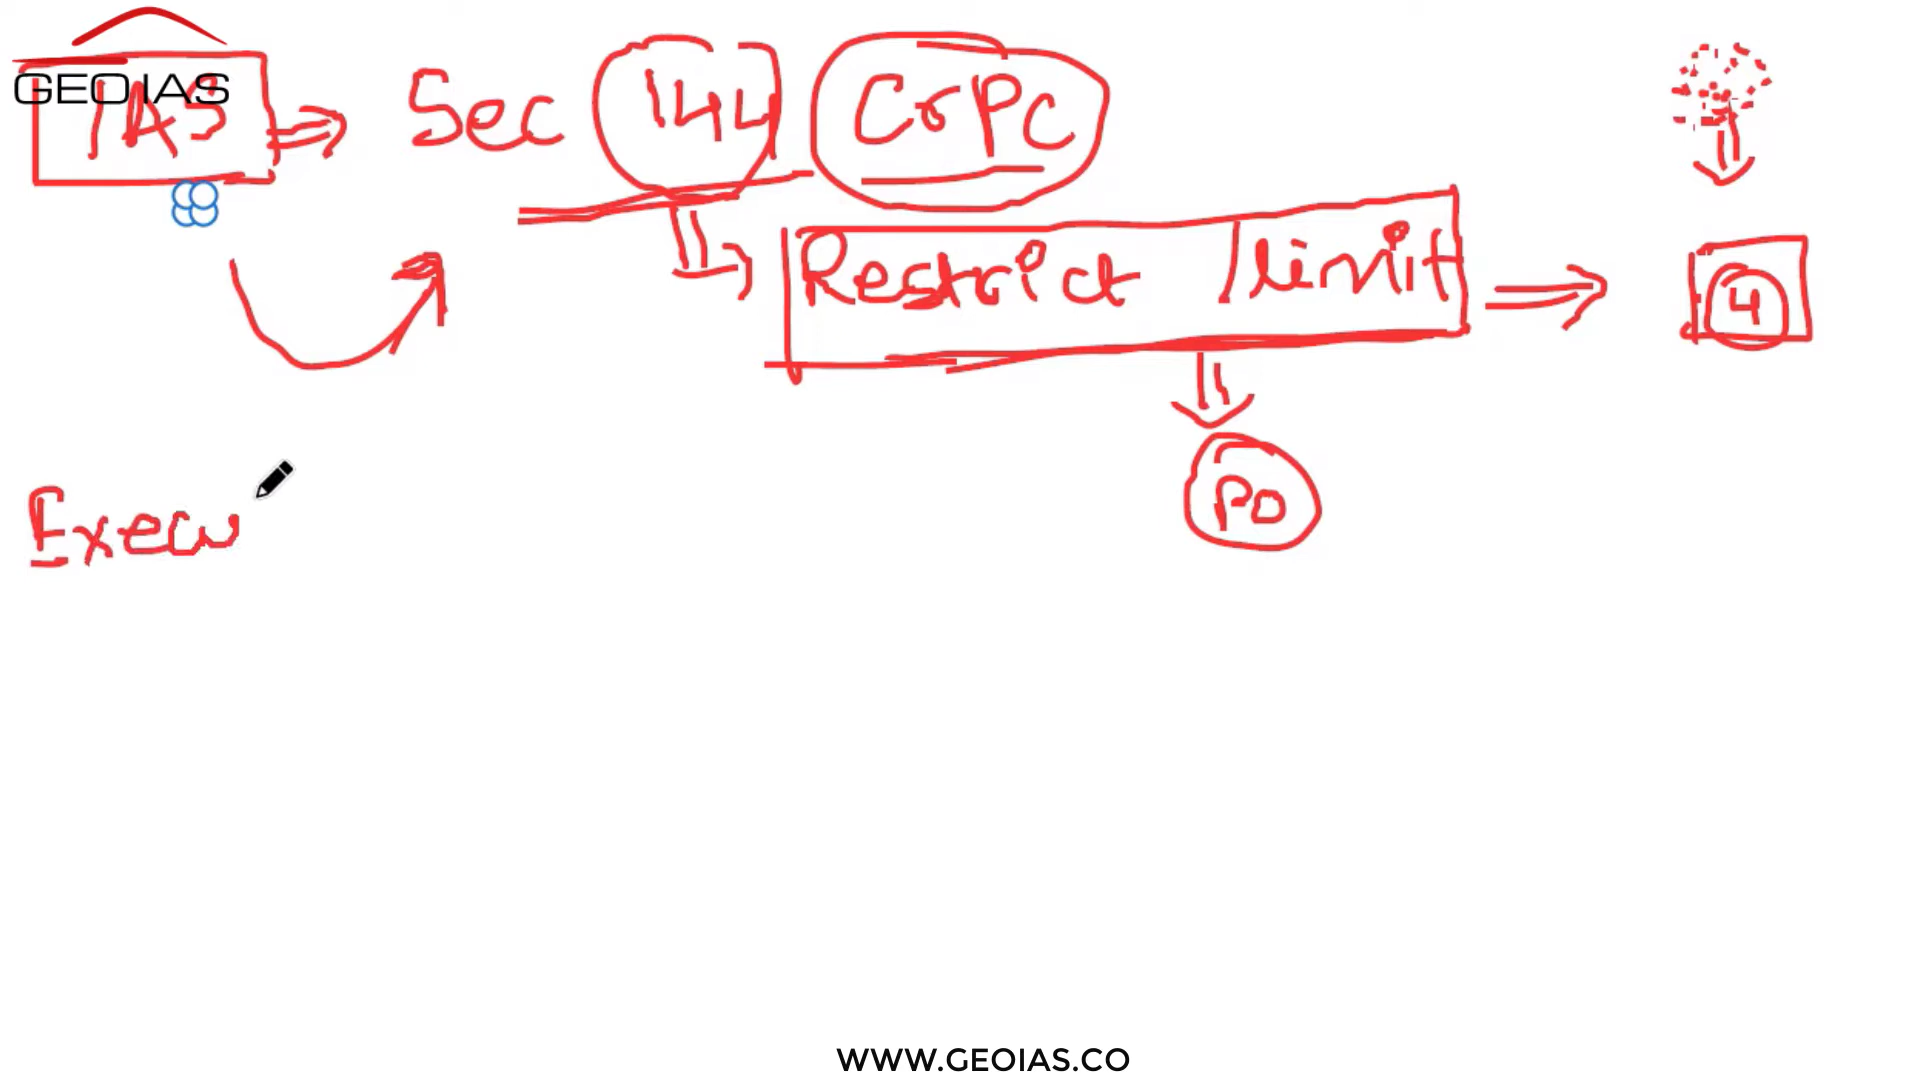 GEOIAS
IAS Sec 144 CrPC
Restrict / limit 4
PO
Execu
WWW.GEOIAS.CO